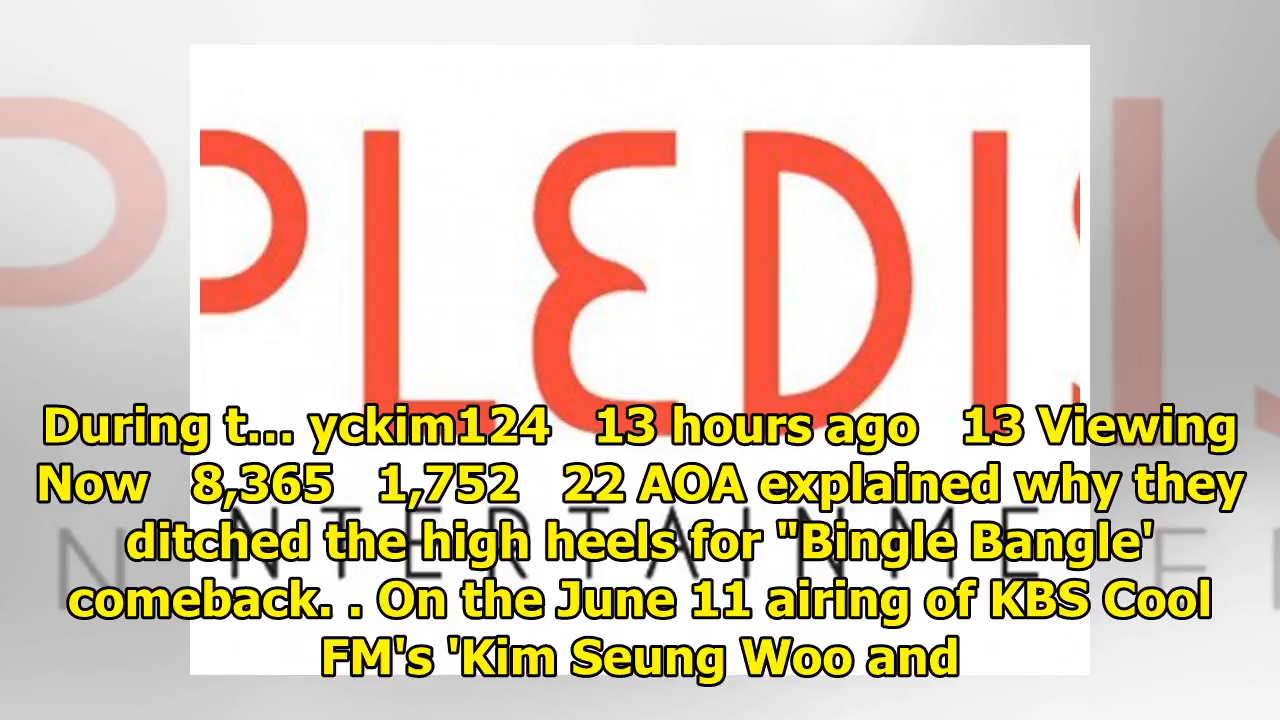 PLEDIS
During t... yckim124 13 hours ago 13 Viewing
Now 8,365 1,752 22 AOA explained why they
ditched the high heels for "Bingle Bangle'
comeback. . On the June 11 airing of KBS Cool
FM's 'Kim Seung Woo and
NTERTAINME